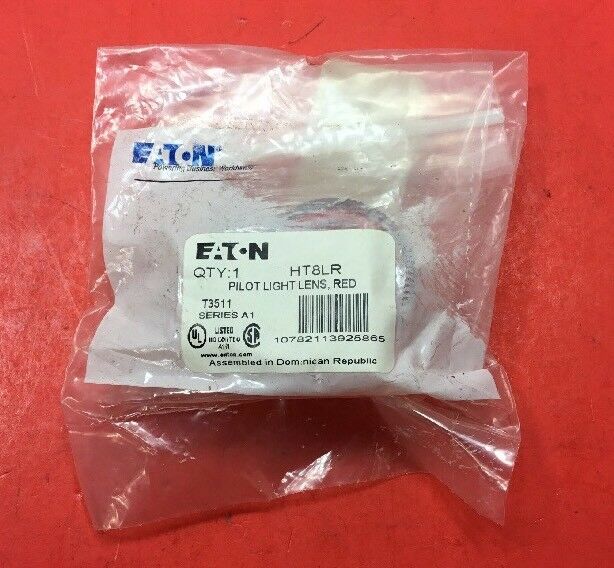 EATON
Powering Business Worldwide
EATON
QTY:1 HT8LR
PILOT LIGHT LENS, RED
T3511
SERIES A1
UL LISTED
10782113925865
www.eaton.com
Assembled in Dominican Republic